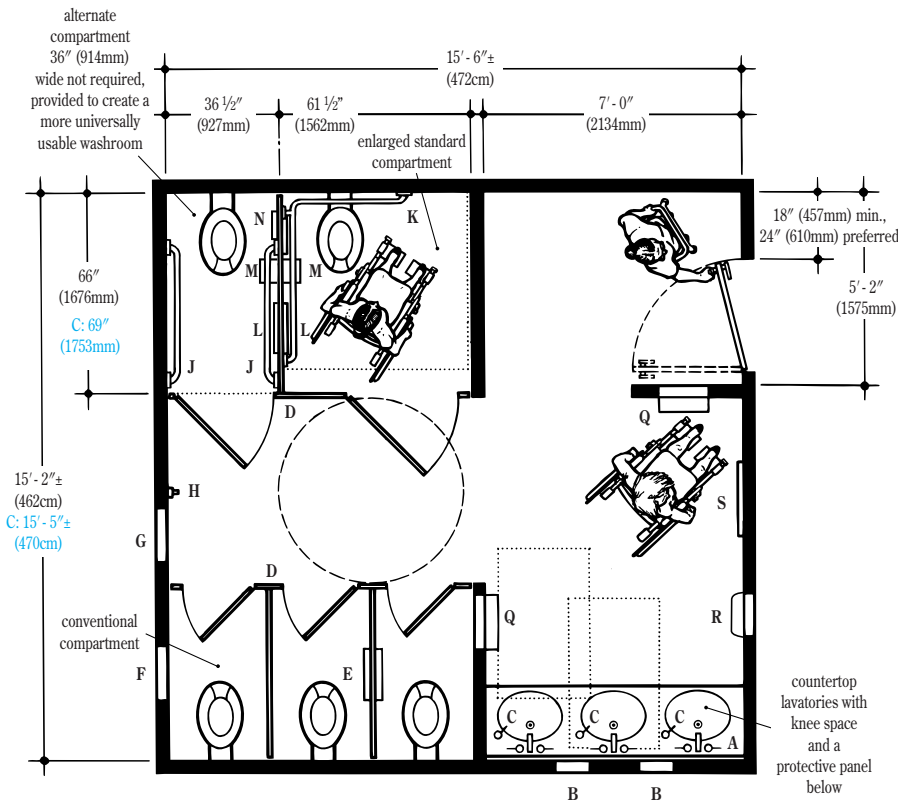 alternate
compartment
36″ (914mm)
wide not required,
provided to create a
more universally
usable washroom
15′- 6″±
(472cm)
36 ½″
(927mm)
61 ½”
(1562mm)
7′- 0″
(2134mm)
enlarged standard
compartment
18″ (457mm) min.,
24″ (610mm) preferred
5′- 2″
(1575mm)
66″
(1676mm)
C: 69″
(1753mm)
N
K
M
M
L
L
J
J
D
Q
H
S
G
15′- 2″±
(462cm)
C: 15′- 5″±
(470cm)
D
conventional
compartment
Q
R
F
E
C
C
C
A
B
B
countertop
lavatories with
knee space
and a
protective panel
below